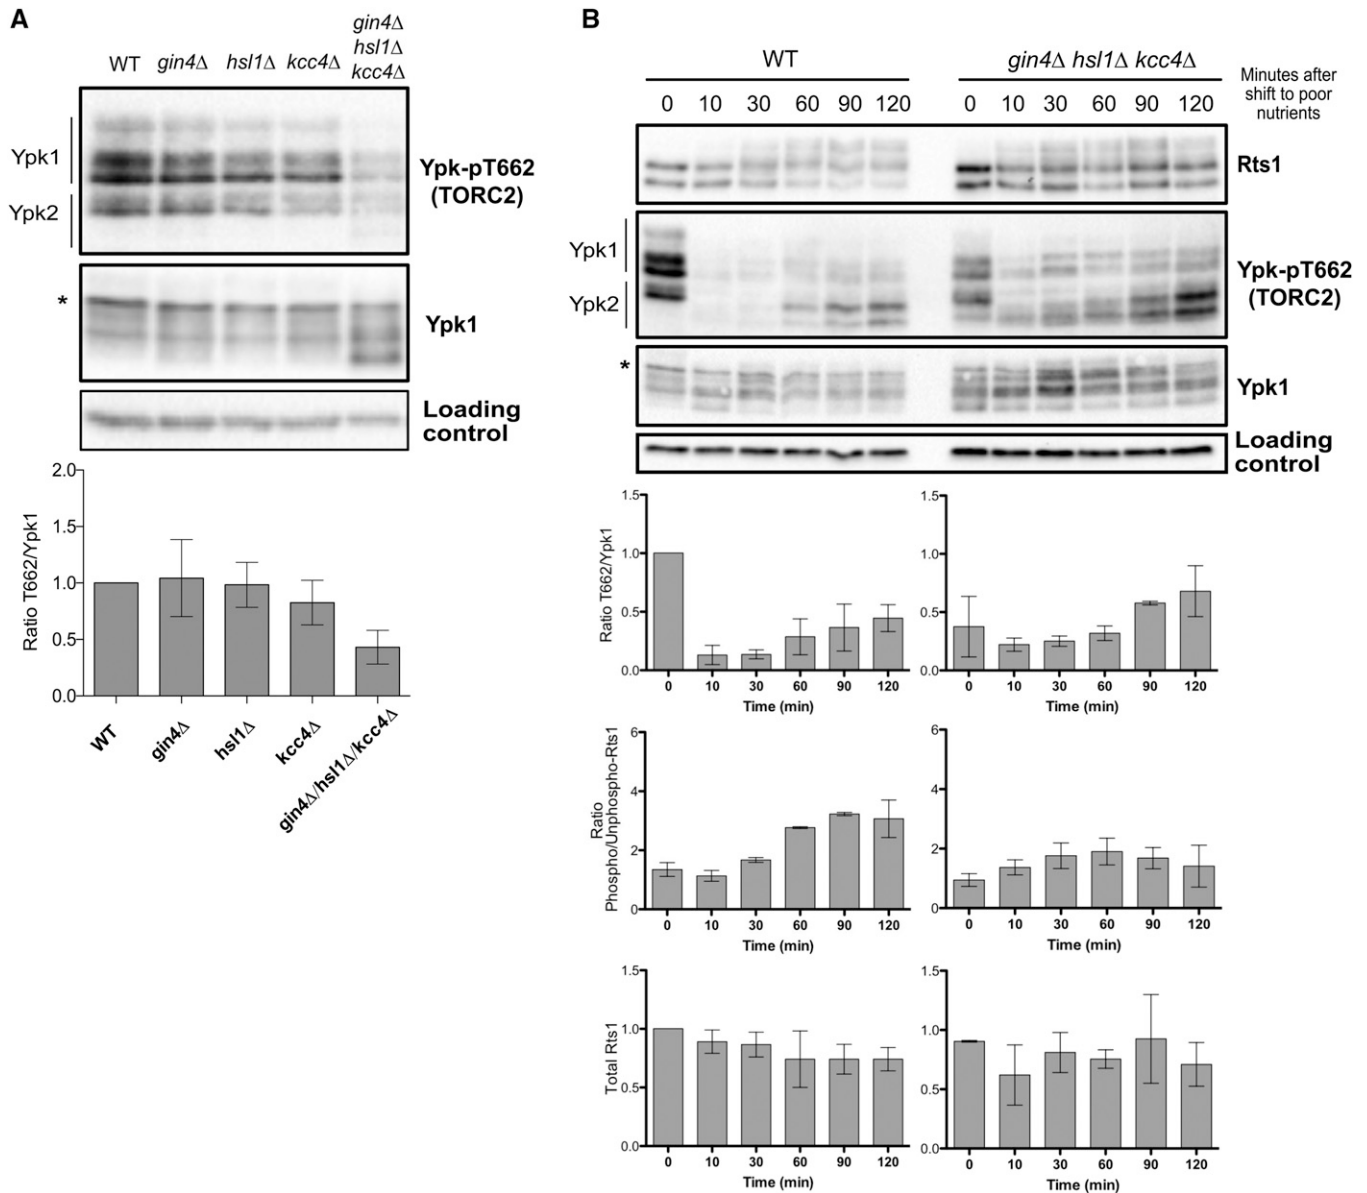 A
WT
gin4Δ
hsl1Δ
kcc4Δ
gin4Δ
hsl1Δ
kcc4Δ
Ypk1
Ypk2
Ypk-pT662
(TORC2)
*
Ypk1
Loading
control
Ratio T662/Ypk1
2.0
1.5
1.0
0.5
0.0
WT
gin4Δ
hsl1Δ
kcc4Δ
gin4Δ/hsl1Δ/kcc4Δ
B
WT
gin4Δ hsl1Δ kcc4Δ
0 10 30 60 90 120
0 10 30 60 90 120
Minutes after
shift to poor
nutrients
Rts1
Ypk1
Ypk2
Ypk-pT662
(TORC2)
*
Ypk1
Loading
control
Ratio T662/Ypk1
1.5
1.0
0.5
0.0
0 10 30 60 90 120
Time (min)
1.5
1.0
0.5
0.0
0 10 30 60 90 120
Time (min)
Ratio
Phospho/Unphospho-Rts1
6
4
2
0
0 10 30 60 90 120
Time (min)
6
4
2
0
0 10 30 60 90 120
Time (min)
Total Rts1
1.5
1.0
0.5
0.0
0 10 30 60 90 120
Time (min)
1.5
1.0
0.5
0.0
0 10 30 60 90 120
Time (min)